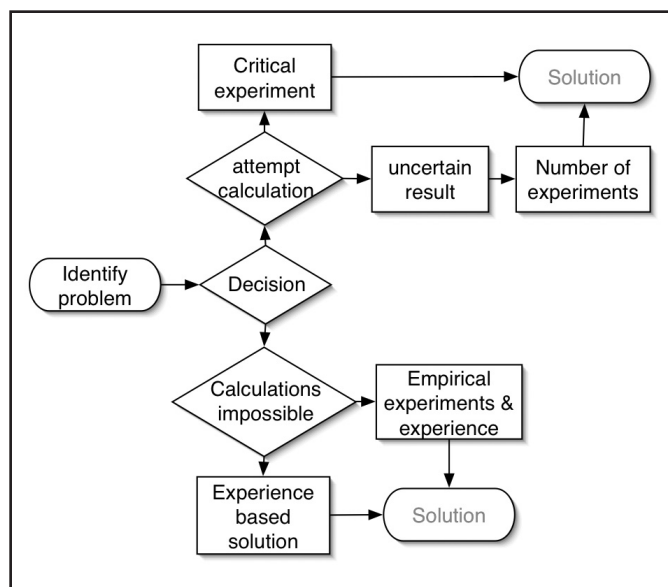 Critical
experiment
Solution
attempt
calculation
uncertain
result
Number of
experiments
Identify
problem
Decision
Calculations
impossible
Empirical
experiments &
experience
Experience
based
solution
Solution